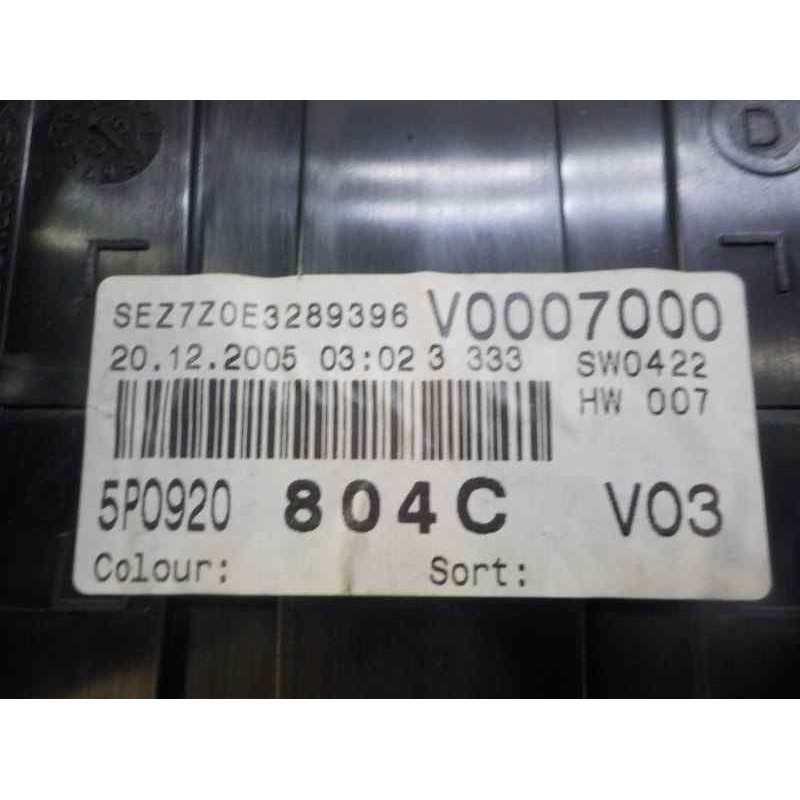 D
SEZ7Z0E3289396 V0007000
20.12.2005 03:02 3 333 SW0422
HW 007
5P0920 804C V03
Colour: Sort: